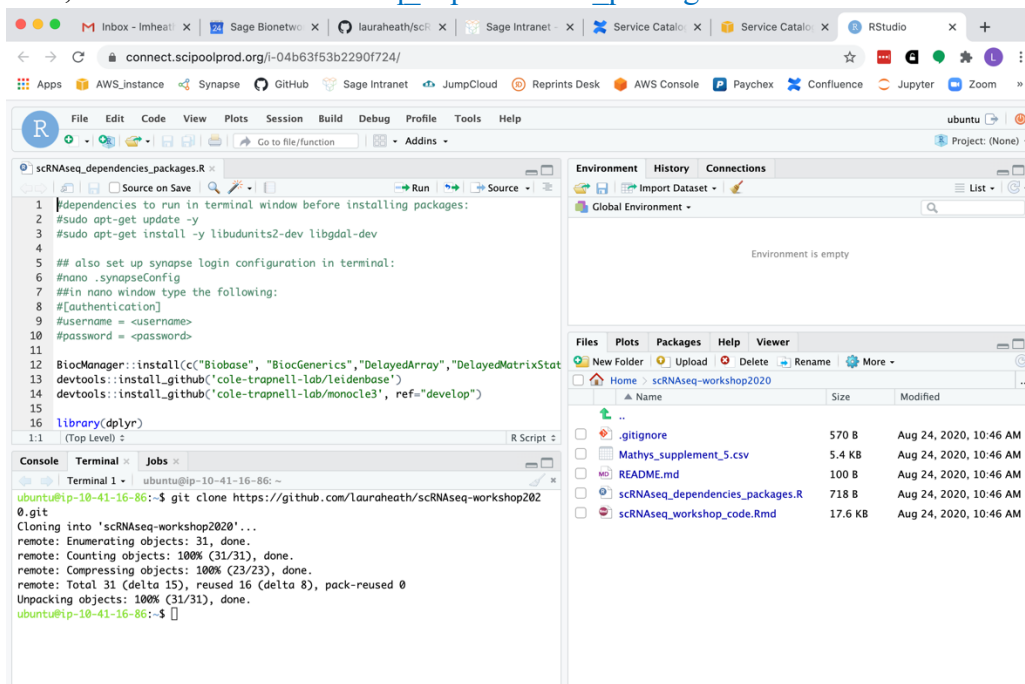 Inbox - lmheath
Sage Bionetwo
lauraheath/scR
Sage Intranet -
Service Catalo
Service Catalo
RStudio
connect.scipoolprod.org/i-04b63f53b2290f724/
L
Apps AWS_instance Synapse GitHub Sage Intranet JumpCloud Reprints Desk AWS Console Paychex Confluence Jupyter Zoom »
R File Edit Code View Plots Session Build Debug Profile Tools Help ubuntu
Go to file/function Addins Project: (None)
scRNAseq_dependencies_packages.R
Source on Save Run Source
1 #dependencies to run in terminal window before installing packages:
2 #sudo apt-get update -y
3 #sudo apt-get install -y libudunits2-dev libgdal-dev
4
5 ## also set up synapse login configuration in terminal:
6 #nano .synapseConfig
7 ##in nano window type the following:
8 #[authentication]
9 #username = <username>
10 #password = <password>
11
12 BiocManager::install(c("Biobase", "BiocGenerics","DelayedArray","DelayedMatrixStat
13 devtools::install_github('cole-trapnell-lab/leidenbase')
14 devtools::install_github('cole-trapnell-lab/monocle3', ref="develop")
15
16 library(dplyr)
1:1 (Top Level) R Script
Console Terminal Jobs
Terminal 1 ubuntu@ip-10-41-16-86: ~
ubuntu@ip-10-41-16-86:~$ git clone https://github.com/lauraheath/scRNAseq-workshop202
0.git
Cloning into 'scRNAseq-workshop2020'...
remote: Enumerating objects: 31, done.
remote: Counting objects: 100% (31/31), done.
remote: Compressing objects: 100% (23/23), done.
remote: Total 31 (delta 15), reused 16 (delta 8), pack-reused 0
Unpacking objects: 100% (31/31), done.
ubuntu@ip-10-41-16-86:~$
Environment History Connections
Import Dataset List
Global Environment
Environment is empty
Files Plots Packages Help Viewer
New Folder Upload Delete Rename More
Home > scRNAseq-workshop2020
Name Size Modified
..
.gitignore 570 B Aug 24, 2020, 10:46 AM
Mathys_supplement_5.csv 5.4 KB Aug 24, 2020, 10:46 AM
README.md 100 B Aug 24, 2020, 10:46 AM
scRNAseq_dependencies_packages.R 718 B Aug 24, 2020, 10:46 AM
scRNAseq_workshop_code.Rmd 17.6 KB Aug 24, 2020, 10:46 AM